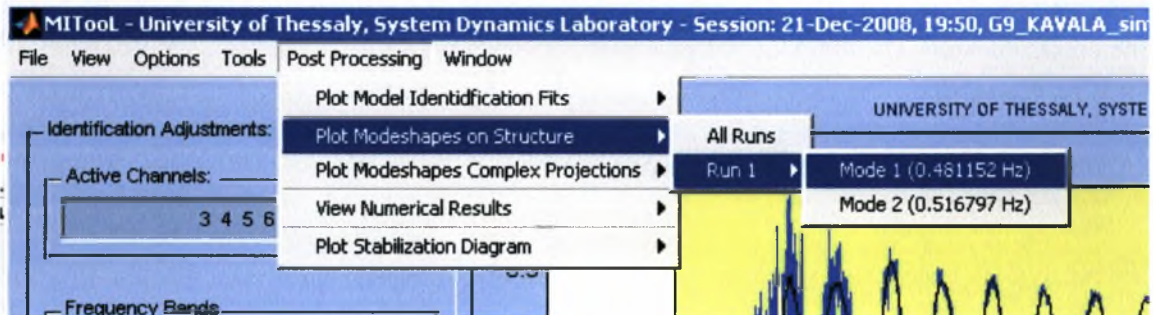 MITooL - University of Thessaly, System Dynamics Laboratory - Session: 21-Dec-2008, 19:50, G9_KAVALA_sim
File View Options Tools Post Processing Window
Plot Model Identidfication Fits
UNIVERSITY OF THESSALY, SYSTE
Identification Adjustments:
Plot Modeshapes on Structure
All Runs
Active Channels:
Plot Modeshapes Complex Projections
Run 1
Mode 1 (0.481152 Hz)
3 4 5 6
View Numerical Results
Mode 2 (0.516797 Hz)
Plot Stabilization Diagram
Frequency Bands